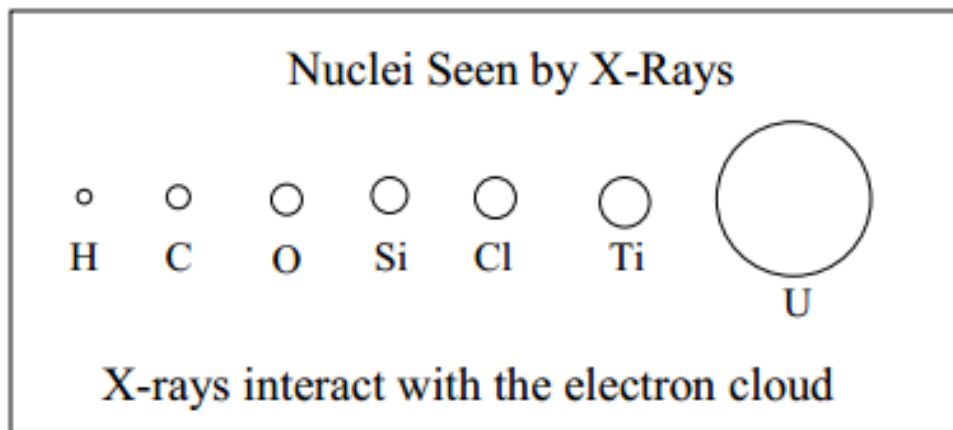 Nuclei Seen by X-Rays
H C O Si Cl Ti U
X-rays interact with the electron cloud